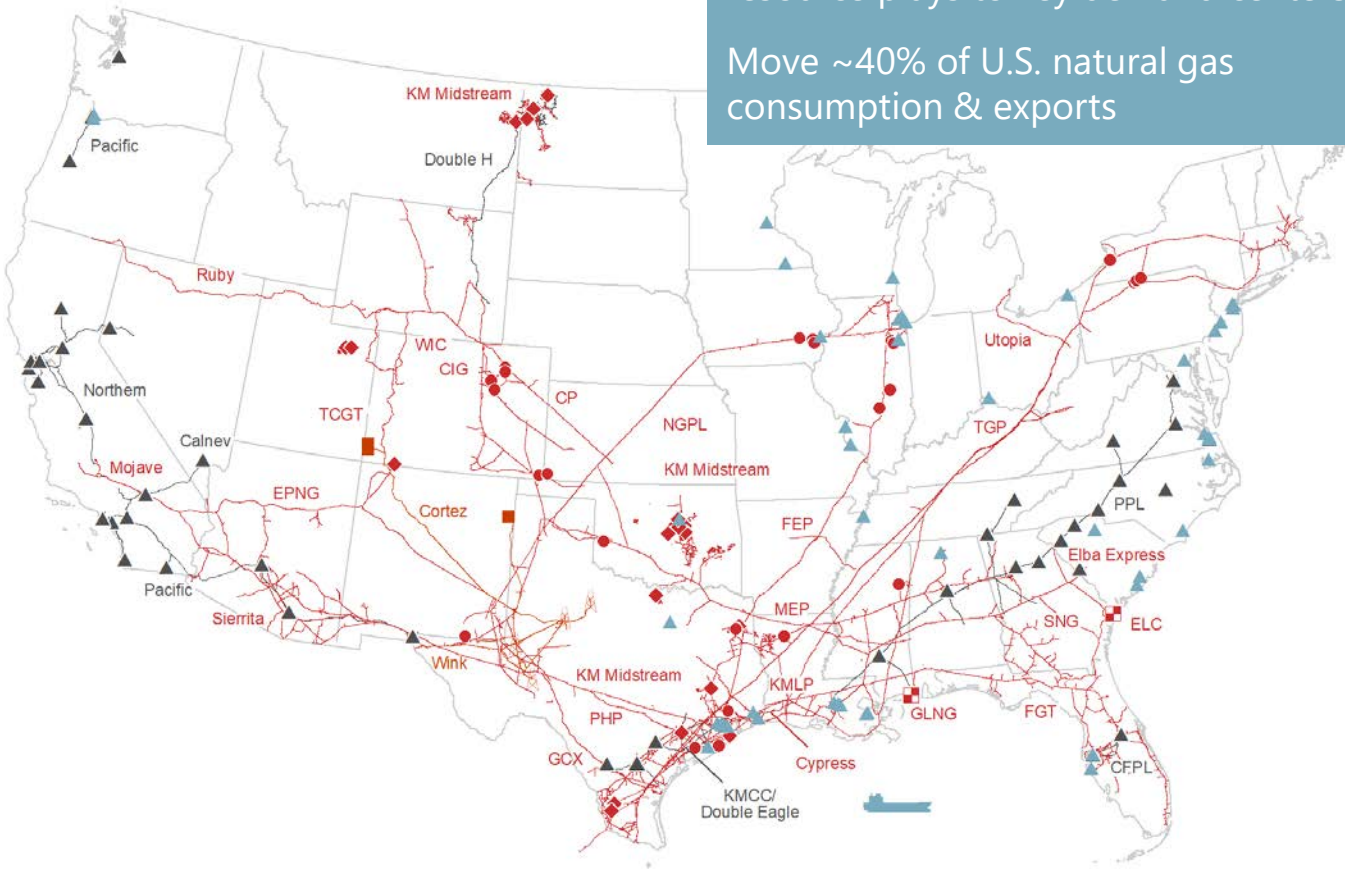 Move ~40% of U.S. natural gas
consumption & exports
KM Midstream
Pacific
Double H
Ruby
WIC
CIG
CP
Utopia
Northern
TCGT
NGPL
TGP
Calnev
KM Midstream
Mojave
EPNG
Cortez
FEP
PPL
Elba Express
Pacific
Sierrita
MEP
SNG
ELC
Wink
KM Midstream
KMLP
PHP
GLNG
FGT
GCX
Cypress
CFPL
KMCC/
Double Eagle